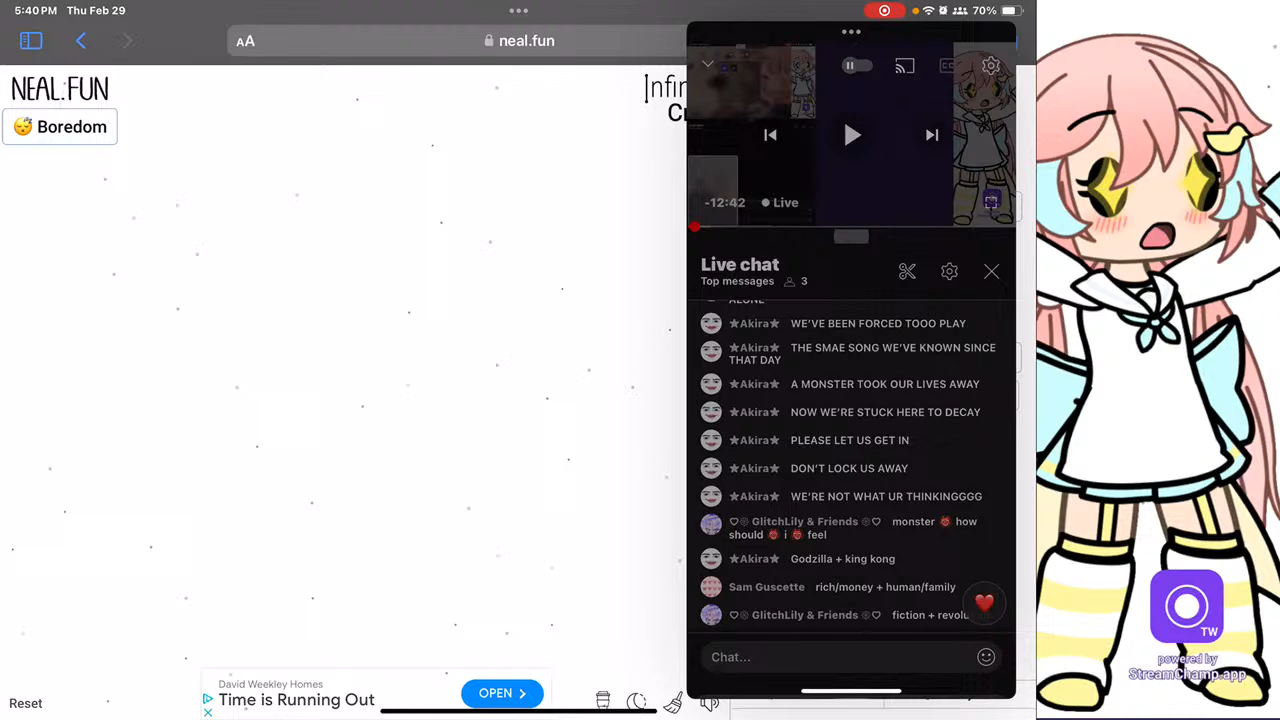 5:40 PM Thu Feb 29
70%
AA
neal.fun
NEAL.FUN
😴 Boredom
-12:42 Live
Live chat
Top messages 3
ALONE
★Akira★ WE'VE BEEN FORCED TOOO PLAY
★Akira★ THE SMAE SONG WE'VE KNOWN SINCE
THAT DAY
★Akira★ A MONSTER TOOK OUR LIVES AWAY
★Akira★ NOW WE'RE STUCK HERE TO DECAY
★Akira★ PLEASE LET US GET IN
★Akira★ DON'T LOCK US AWAY
★Akira★ WE'RE NOT WHAT UR THINKINGGGG
♡❊ GlitchLily & Friends ❊♡ monster 👹 how
should 👹 i 👹 feel
★Akira★ Godzilla + king kong
Sam Guscette rich/money + human/family
♡❊ GlitchLily & Friends ❊♡ fiction +
Chat...
Reset
David Weekley Homes
Time is Running Out
OPEN
TW
powered by
StreamChamp.app